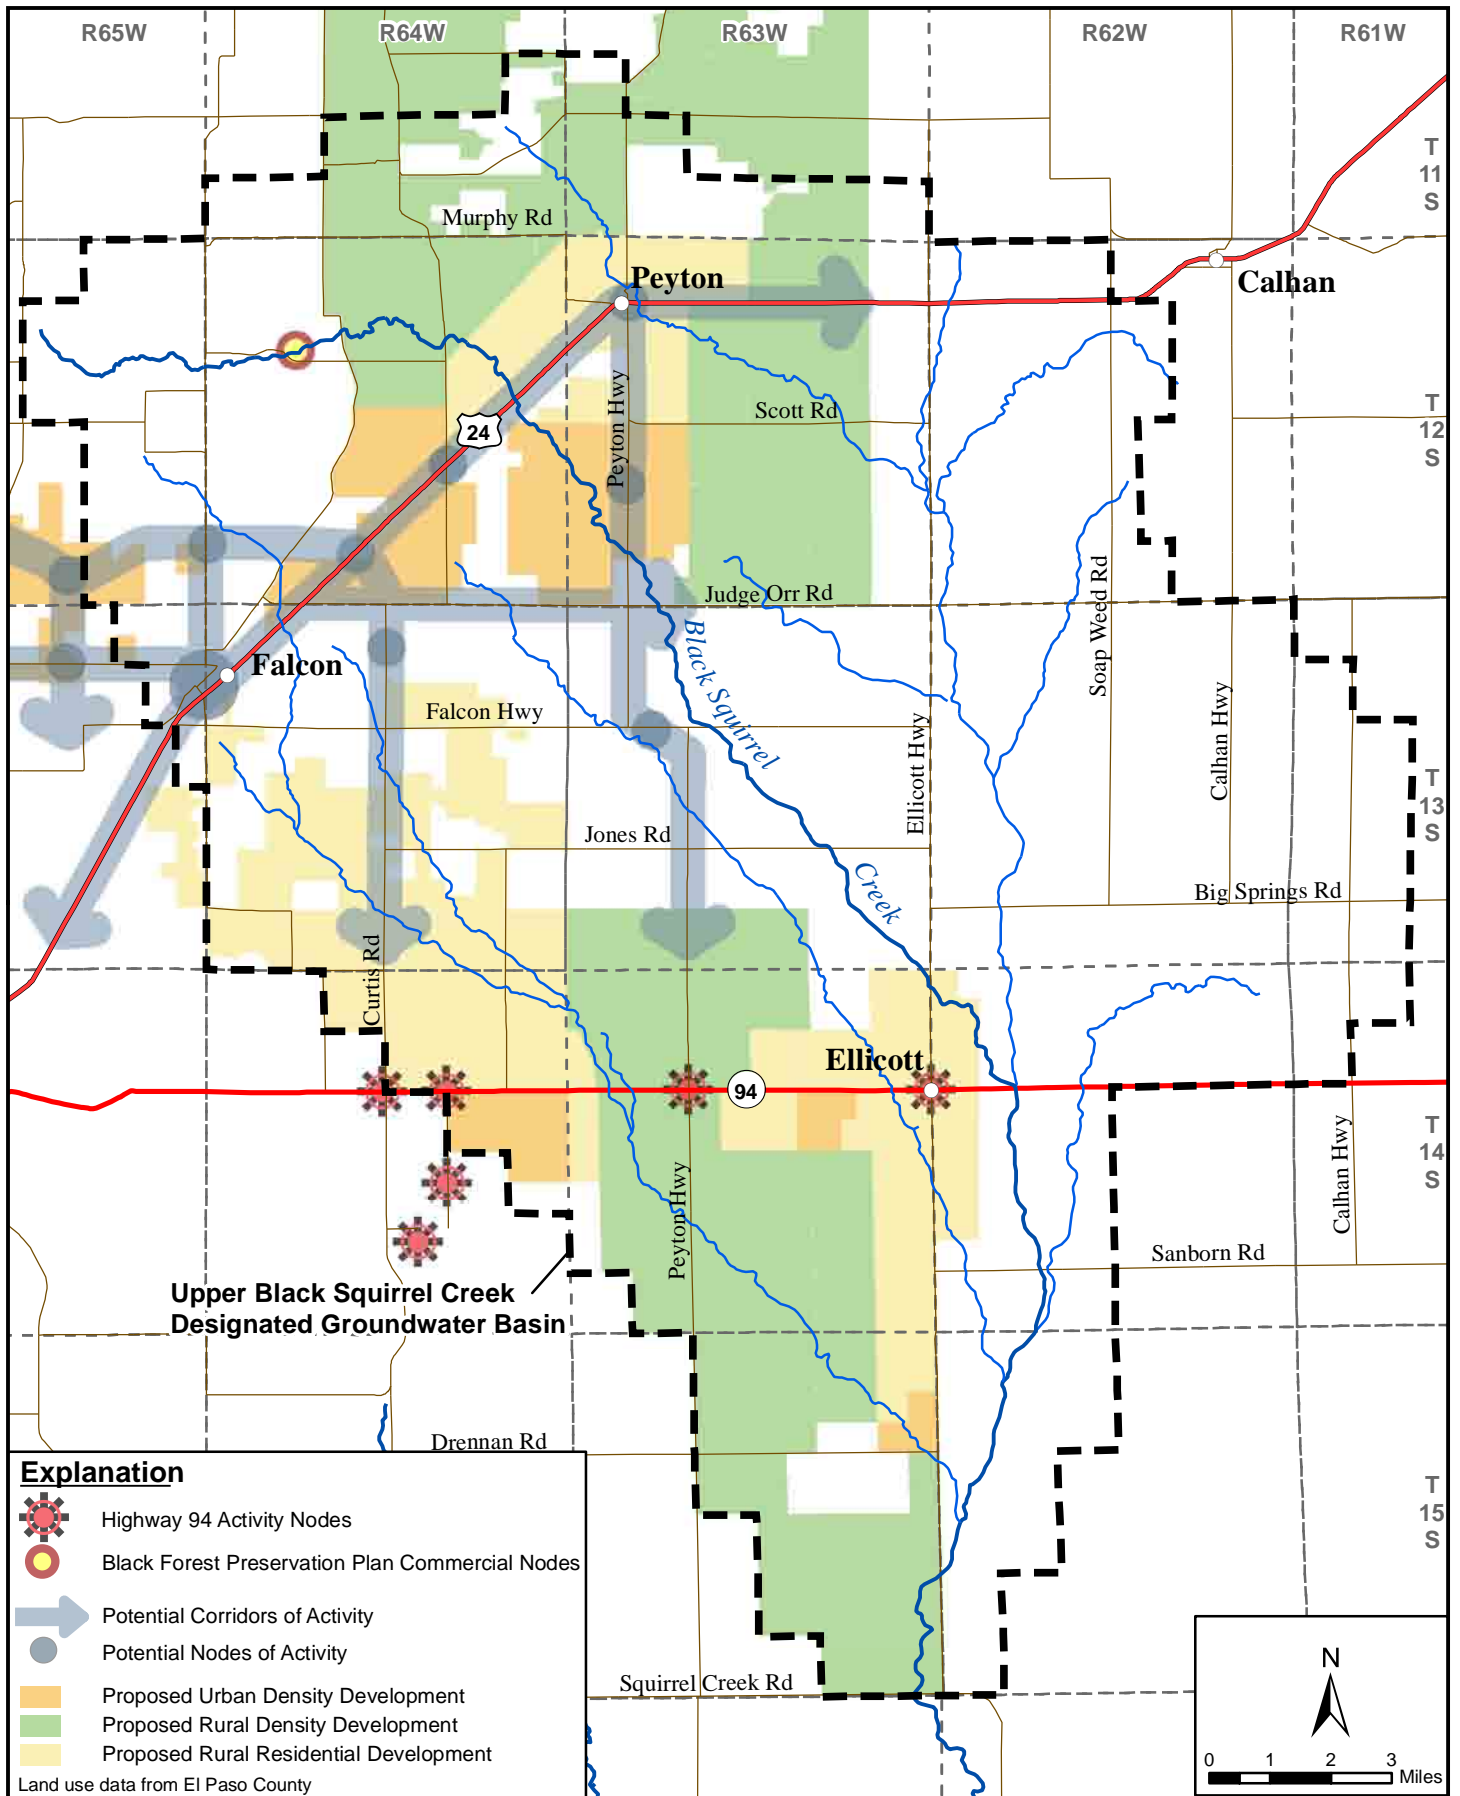 R65W
R64W
R63W
R62W
R61W
T
11
S
Murphy Rd
Peyton
Calhan
24
Peyton Hwy
Scott Rd
T
12
S
Judge Orr Rd
Soap Weed Rd
Falcon
Black Squirrel
Creek
Falcon Hwy
Ellicott Hwy
Calhan Hwy
T
13
S
Jones Rd
Big Springs Rd
Curtis Rd
Ellicott
94
T
14
S
Peyton Hwy
Calhan Hwy
Sanborn Rd
Upper Black Squirrel Creek
Designated Groundwater Basin
Drennan Rd
T
15
S
Squirrel Creek Rd
Explanation
Highway 94 Activity Nodes
Black Forest Preservation Plan Commercial Nodes
Potential Corridors of Activity
Potential Nodes of Activity
Proposed Urban Density Development
Proposed Rural Density Development
Proposed Rural Residential Development
Land use data from El Paso County
N
0 1 2 3
Miles